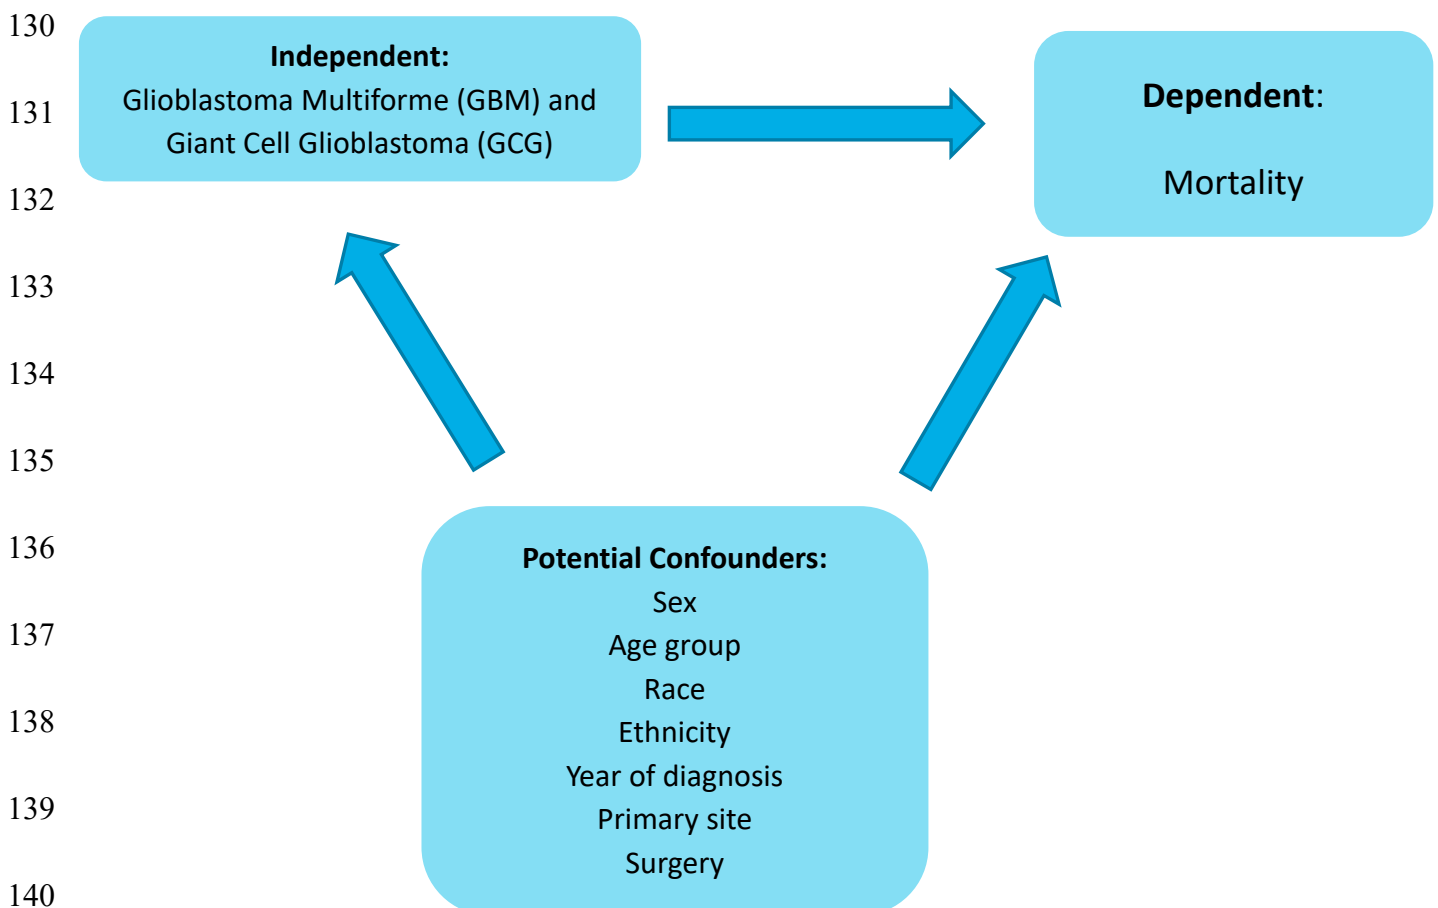 130
Independent:
Glioblastoma Multiforme (GBM) and
Giant Cell Glioblastoma (GCG)
Dependent:
Mortality
131
132
133
134
135
136
Potential Confounders:
Sex
Age group
Race
Ethnicity
Year of diagnosis
Primary site
Surgery
137
138
139
140